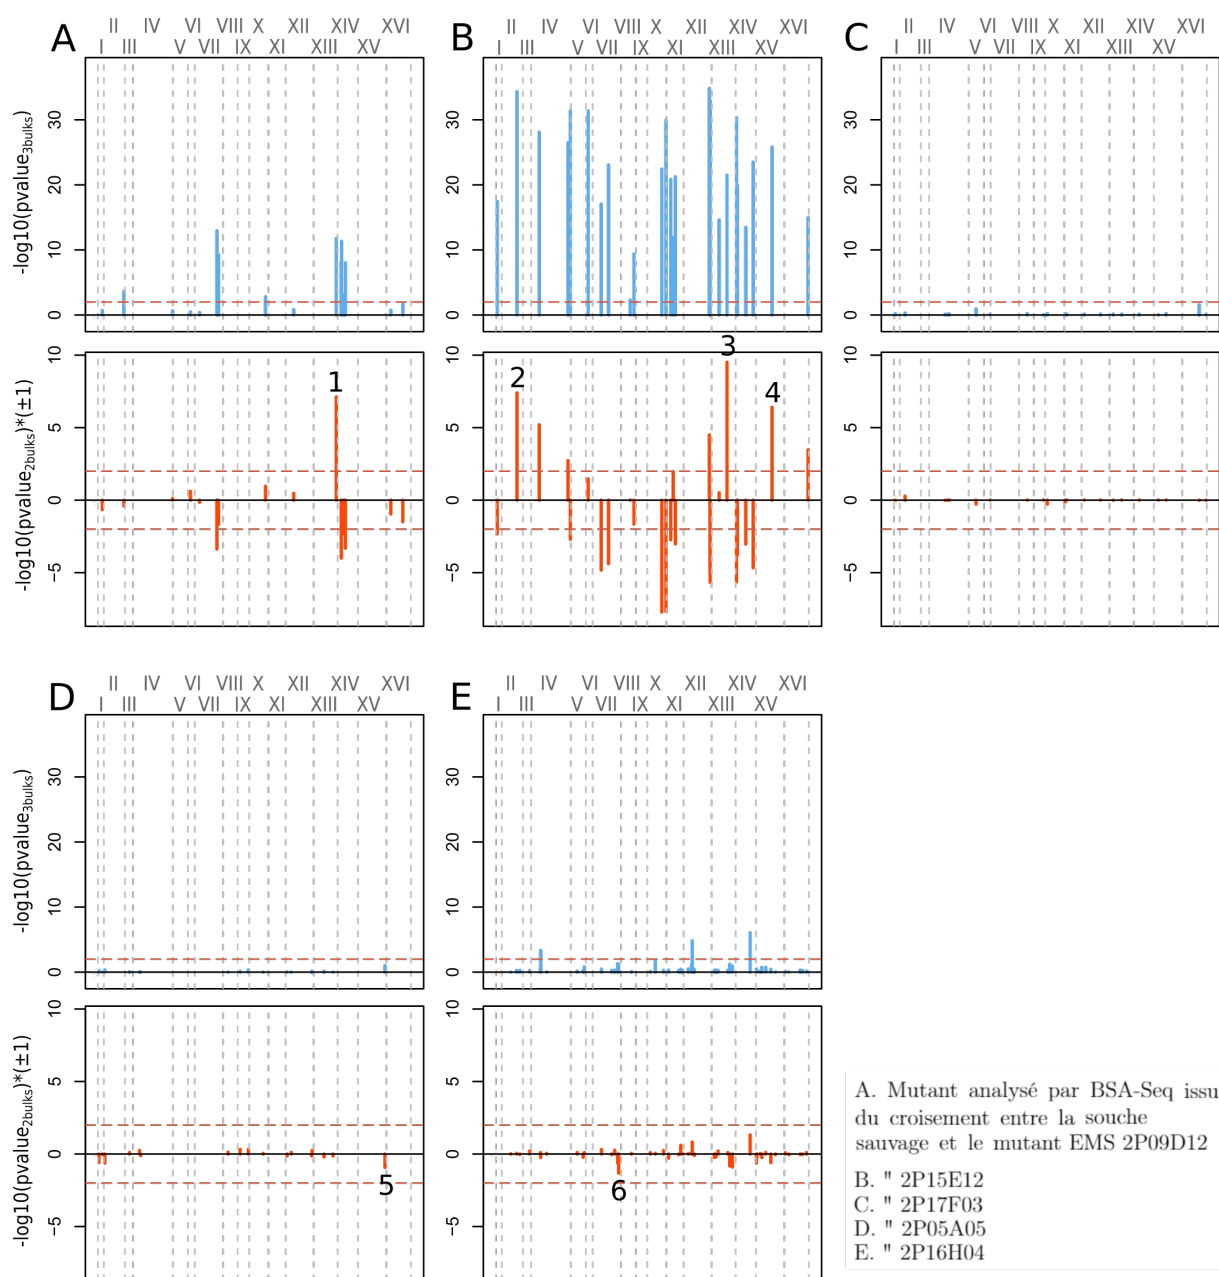 A
II IV VI VIII X XII XIV XVI
I III V VII IX XI XIII XV
-log10(pvalue3bulks)
0 10 20 30
-log10(pvalue2bulks)*(±1)
−5 0 5 10
1
B
II IV VI VIII X XII XIV XVI
I III V VII IX XI XIII XV
0 10 20 30
−5 0 5 10
2
3
4
C
II IV VI VIII X XII XIV XVI
I III V VII IX XI XIII XV
0 10 20 30
−5 0 5 10
D
II IV VI VIII X XII XIV XVI
I III V VII IX XI XIII XV
-log10(pvalue3bulks)
0 10 20 30
-log10(pvalue2bulks)*(±1)
−5 0 5 10
5
E
II IV VI VIII X XII XIV XVI
I III V VII IX XI XIII XV
0 10 20 30
−5 0 5 10
6
A. Mutant analysé par BSA-Seq issu
du croisement entre la souche
sauvage et le mutant EMS 2P09D12
B. " 2P15E12
C. " 2P17F03
D. " 2P05A05
E. " 2P16H04